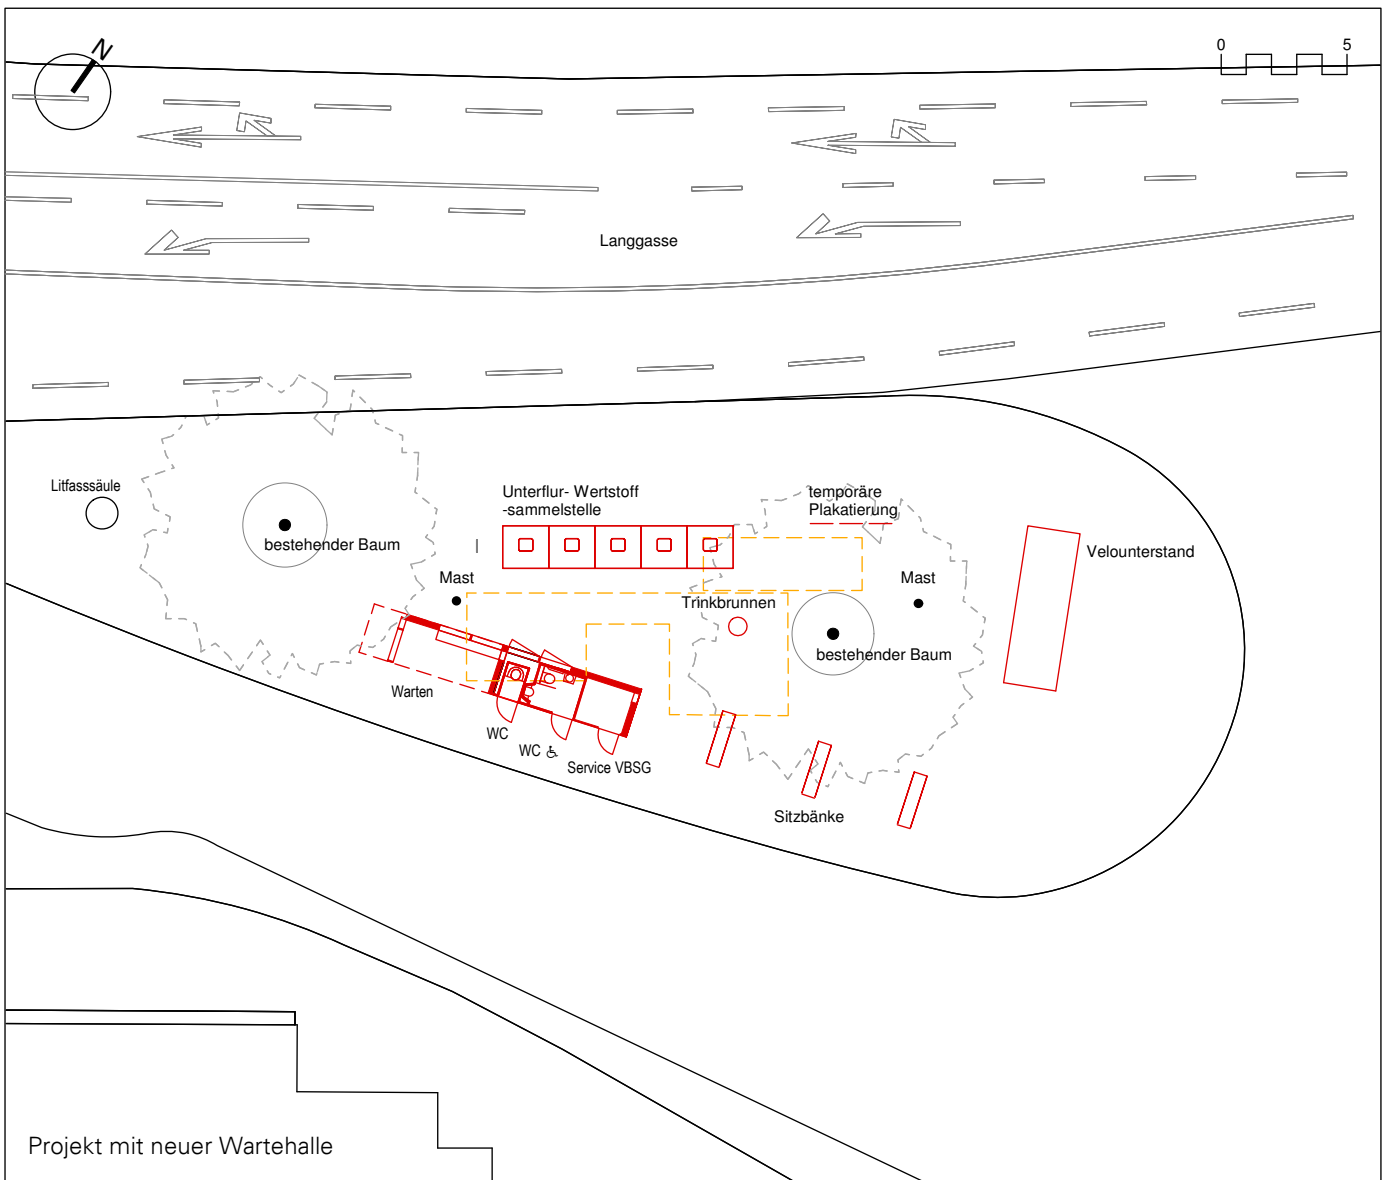 N
0 5
Langgasse
Litfasssäule
Unterflur- Wertstoff
-sammelstelle
temporäre
Plakatierung
bestehender Baum
Velounterstand
Mast
Mast
Trinkbrunnen
bestehender Baum
Warten
WC
WC ♿
Service VBSG
Sitzbänke
Projekt mit neuer Wartehalle